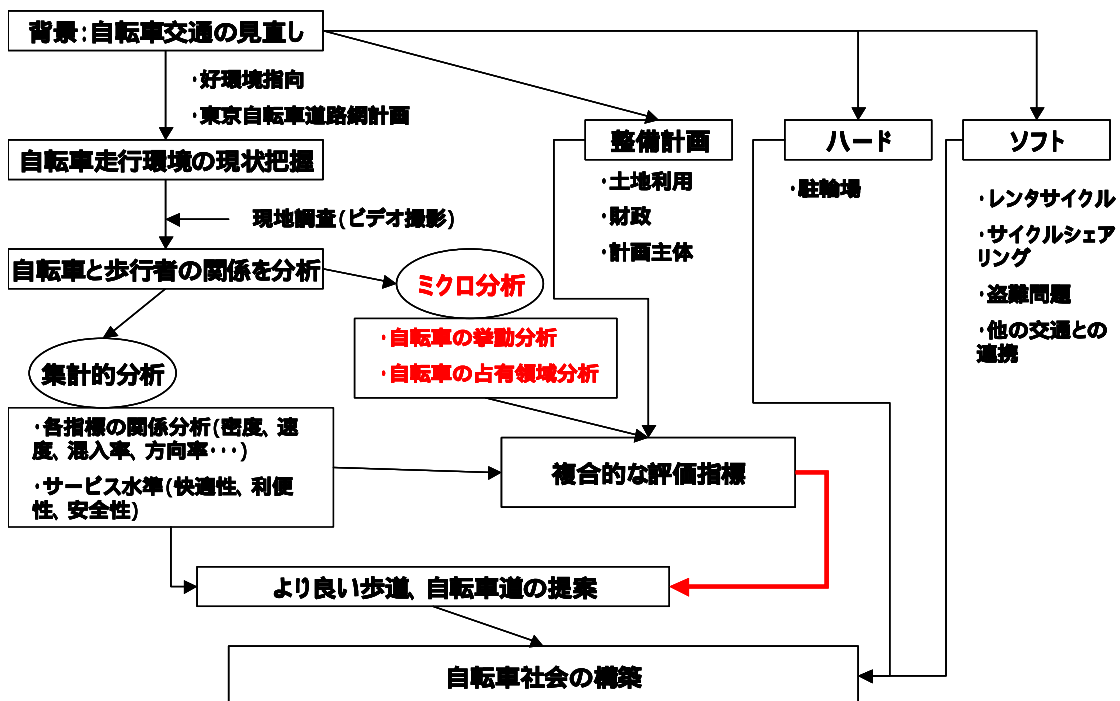 背景:自転車交通の見直し
・好環境指向
・東京自転車道路網計画
自転車走行環境の現状把握
現地調査(ビデオ撮影)
自転車と歩行者の関係を分析
ミクロ分析
・自転車の挙動分析
・自転車の占有領域分析
集計的分析
・各指標の関係分析(密度、速
度、混入率、方向率・・・)
・サービス水準(快適性、利便
性、安全性)
整備計画
・土地利用
・財政
・計画主体
ハード
・駐輪場
ソフト
・レンタサイクル
・サイクルシェア
リング
・盗難問題
・他の交通との
連携
複合的な評価指標
より良い歩道、自転車道の提案
自転車社会の構築